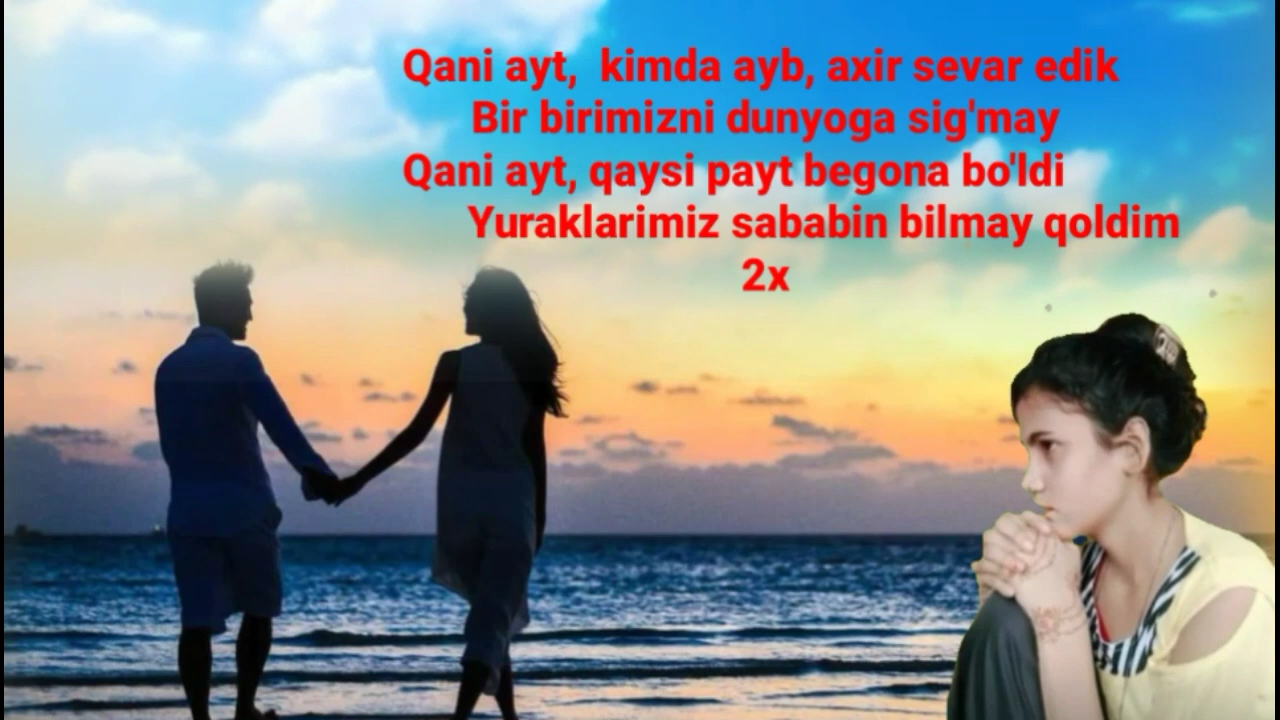 Qani ayt, kimda ayb, axir sevar edik
Bir birimizni dunyoga sig'may
Qani ayt, qaysi payt begona bo'ldi
Yuraklarimiz sababin bilmay qoldim
2x